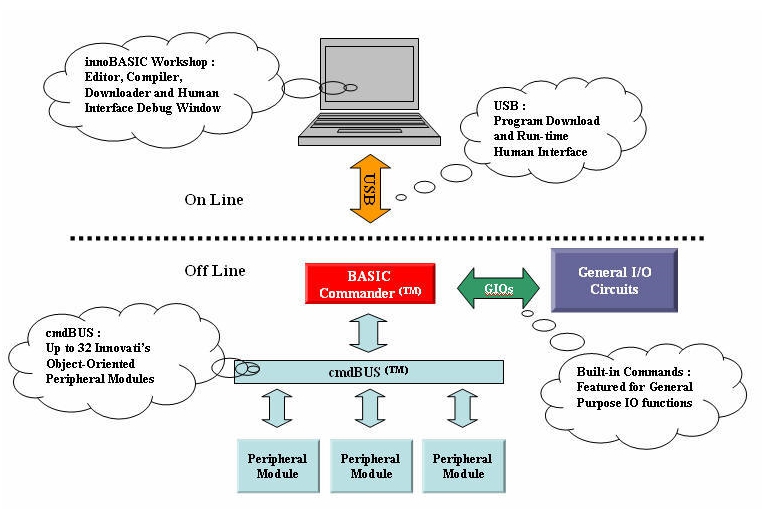 innoBASIC Workshop :
Editor, Compiler,
Downloader and Human
Interface Debug Window
USB :
Program Download
and Run-time
Human Interface
USB
On Line
Off Line
BASIC
Commander (TM)
GIOs
General I/O
Circuits
cmdBUS :
Up to 32 Innovati's
Object-Oriented
Peripheral Modules
cmdBUS (TM)
Built-in Commands :
Featured for General
Purpose IO functions
Peripheral
Module
Peripheral
Module
Peripheral
Module